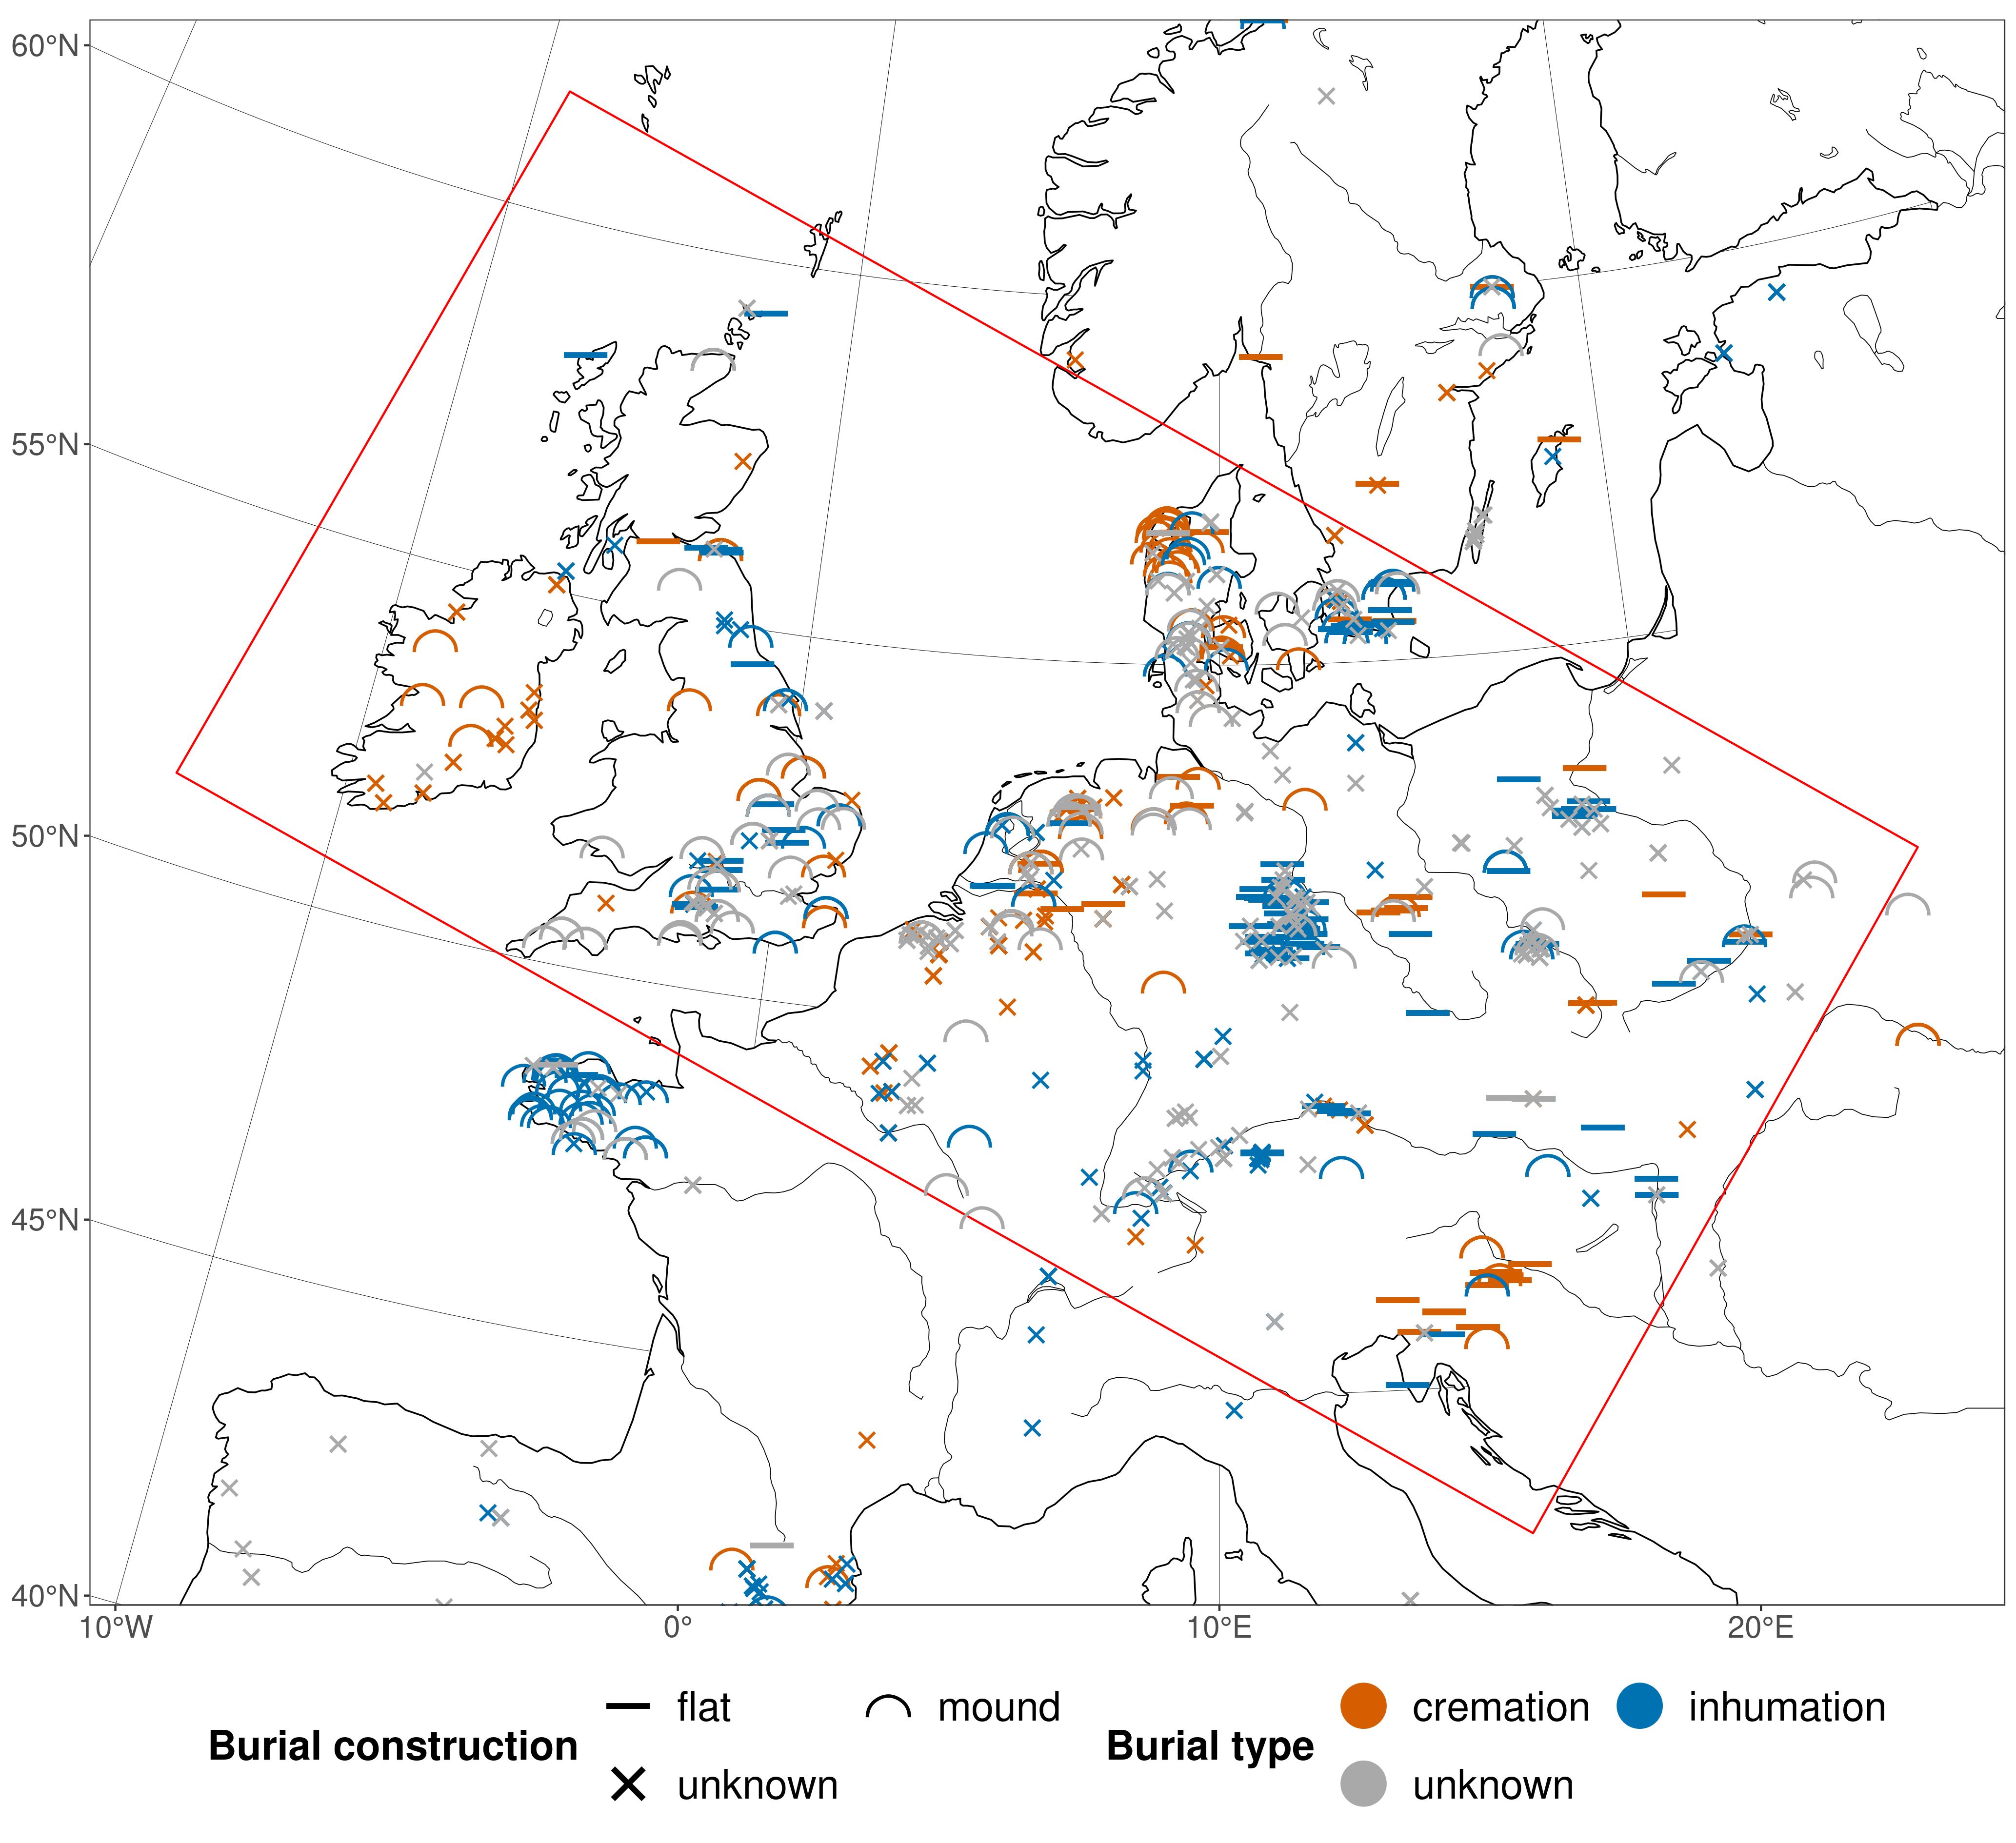 60°N
55°N
50°N
45°N
40°N
10°W 0° 10°E 20°E
flat mound cremation inhumation
Burial construction Burial type
unknown unknown